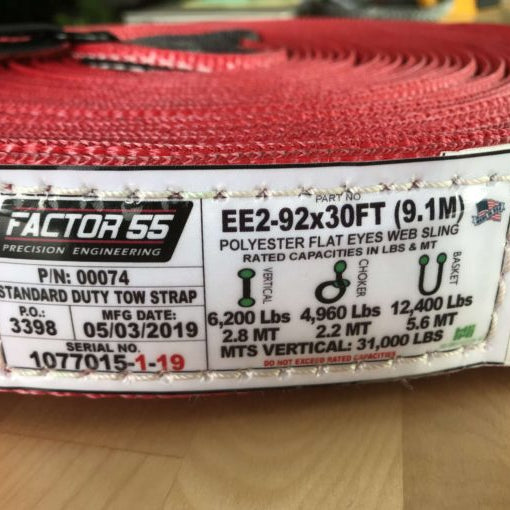 FACTOR 55
PRECISION ENGINEERING
P/N: 00074
STANDARD DUTY TOW STRAP
P.O.:
3398
MFG DATE:
05/03/2019
SERIAL NO.
1077015-1-19
PART NO
EE2-92x30FT (9.1M)
POLYESTER FLAT EYES WEB SLING
RATED CAPACITIES IN LBS & MT
VERTICAL
CHOKER
BASKET
6,200 Lbs
4,960 Lbs
12,400 Lbs
2.8 MT
2.2 MT
5.6 MT
MTS VERTICAL: 31,000 LBS
DO NOT EXCEED RATED CAPACITIES